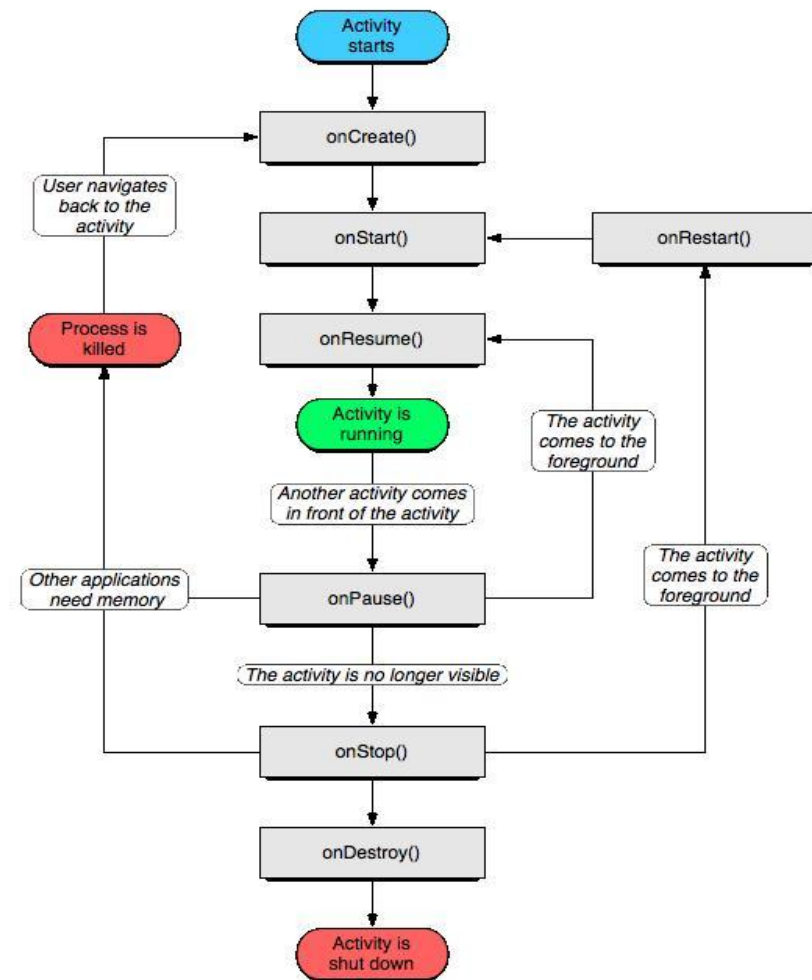 Activity
starts
onCreate()
User navigates
back to the
activity
onStart()
onRestart()
Process is
killed
onResume()
Activity is
running
The activity
comes to the
foreground
Another activity comes
in front of the activity
The activity
comes to the
foreground
Other applications
need memory
onPause()
The activity is no longer visible
onStop()
onDestroy()
Activity is
shut down